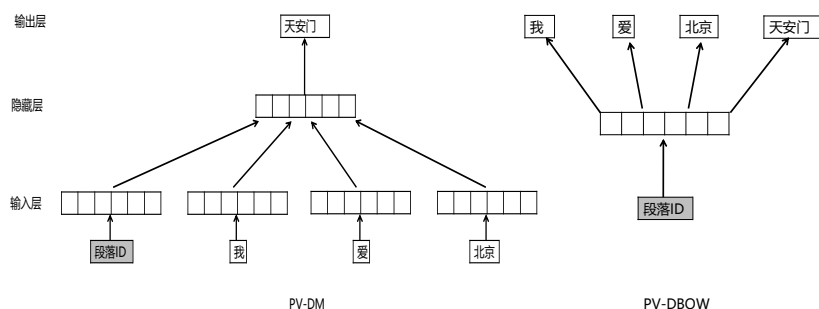 输出层
天安门
我
爱
北京
天安门
隐藏层
输入层
段落ID
段落ID
我
爱
北京
PV-DM
PV-DBOW